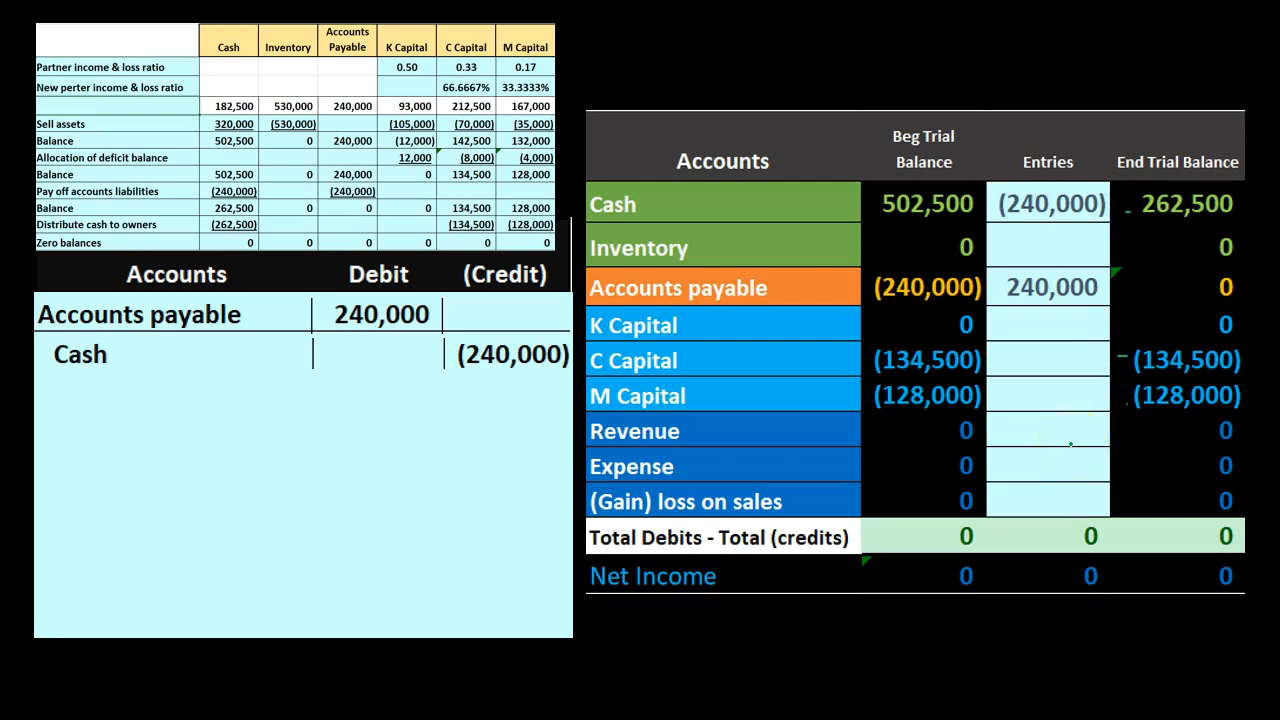 Cash Inventory Accounts Payable K Capital C Capital M Capital
Partner income & loss ratio 0.50 0.33 0.17
New perter income & loss ratio 66.6667% 33.3333%
182,500 530,000 240,000 93,000 212,500 167,000
Sell assets 320,000 (530,000) (105,000) (70,000) (35,000)
Balance 502,500 0 240,000 (12,000) 142,500 132,000
Allocation of deficit balance 12,000 (8,000) (4,000)
Balance 502,500 0 240,000 0 134,500 128,000
Pay off accounts liabilities (240,000) (240,000)
Balance 262,500 0 0 0 134,500 128,000
Distribute cash to owners (262,500) (134,500) (128,000)
Zero balances 0 0 0 0 0 0
Accounts Debit (Credit)
Accounts payable 240,000
Cash (240,000)
Accounts Beg Trial Balance Entries End Trial Balance
Cash 502,500 (240,000) 262,500
Inventory 0 0
Accounts payable (240,000) 240,000 0
K Capital 0 0
C Capital (134,500) (134,500)
M Capital (128,000) (128,000)
Revenue 0 0
Expense 0 0
(Gain) loss on sales 0 0
Total Debits - Total (credits) 0 0 0
Net Income 0 0 0